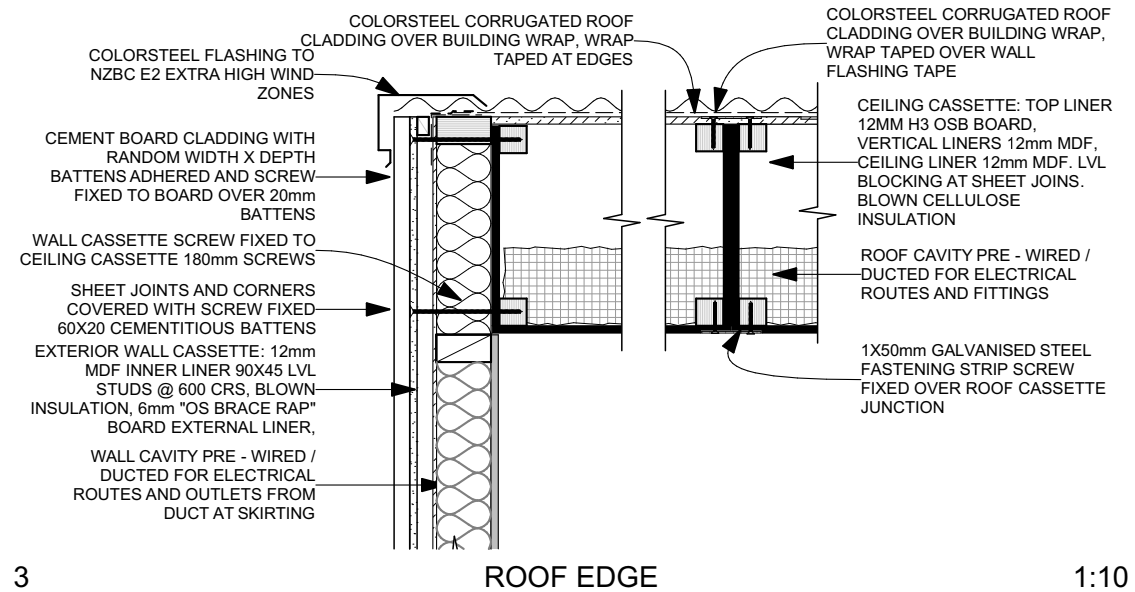 COLORSTEEL FLASHING TO
NZBC E2 EXTRA HIGH WIND
ZONES
CEMENT BOARD CLADDING WITH
RANDOM WIDTH X DEPTH
BATTENS ADHERED AND SCREW
FIXED TO BOARD OVER 20mm
BATTENS
WALL CASSETTE SCREW FIXED TO
CEILING CASSETTE 180mm SCREWS
SHEET JOINTS AND CORNERS
COVERED WITH SCREW FIXED
60X20 CEMENTITIOUS BATTENS
EXTERIOR WALL CASSETTE: 12mm
MDF INNER LINER 90X45 LVL
STUDS @ 600 CRS, BLOWN
INSULATION, 6mm "OS BRACE RAP"
BOARD EXTERNAL LINER,
WALL CAVITY PRE - WIRED /
DUCTED FOR ELECTRICAL
ROUTES AND OUTLETS FROM
DUCT AT SKIRTING
COLORSTEEL CORRUGATED ROOF
CLADDING OVER BUILDING WRAP, WRAP
TAPED AT EDGES
COLORSTEEL CORRUGATED ROOF
CLADDING OVER BUILDING WRAP,
WRAP TAPED OVER WALL
FLASHING TAPE
CEILING CASSETTE: TOP LINER
12MM H3 OSB BOARD,
VERTICAL LINERS 12mm MDF,
CEILING LINER 12mm MDF. LVL
BLOCKING AT SHEET JOINS.
BLOWN CELLULOSE
INSULATION
ROOF CAVITY PRE - WIRED /
DUCTED FOR ELECTRICAL
ROUTES AND FITTINGS
1X50mm GALVANISED STEEL
FASTENING STRIP SCREW
FIXED OVER ROOF CASSETTE
JUNCTION
3
ROOF EDGE
1:10